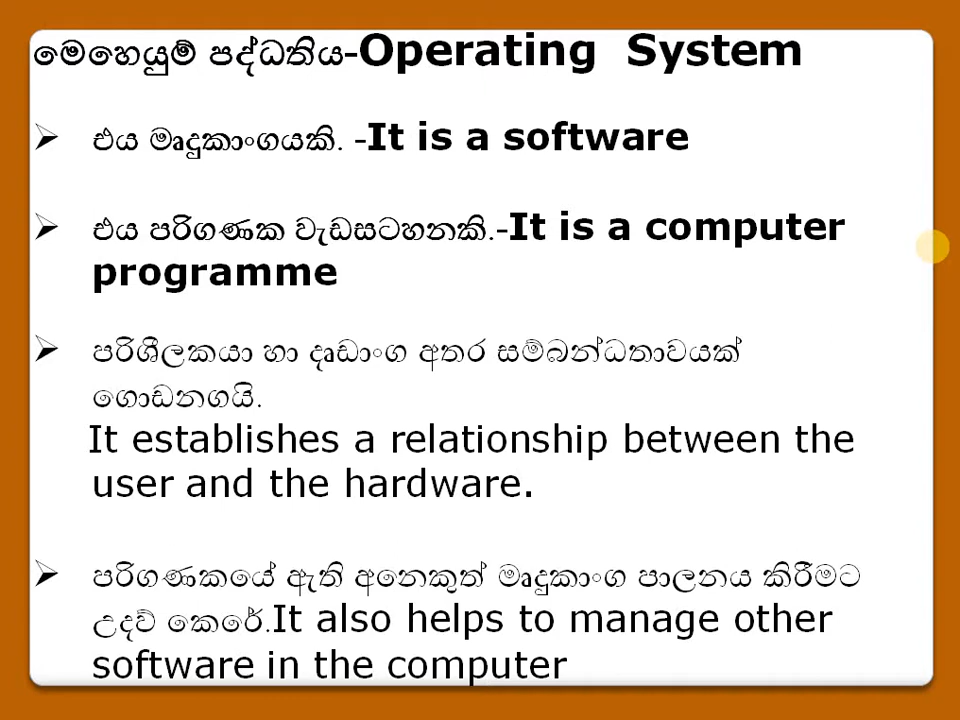 මෙහෙයුම් පද්ධතිය-Operating System
➢ එය මෘදුකාංගයකි. -It is a software
➢ එය පරිගණක වැඩසටහනකි.-It is a computer
programme
➢ පරිශීලකයා හා දෘඩාංග අතර සම්බන්ධතාවයක්
ගොඩනගයි.
It establishes a relationship between the
user and the hardware.
➢ පරිගණකයේ ඇති අනෙකුත් මෘදුකාංග පාලනය කිරීමට
උදව් කෙරේ.It also helps to manage other
software in the computer